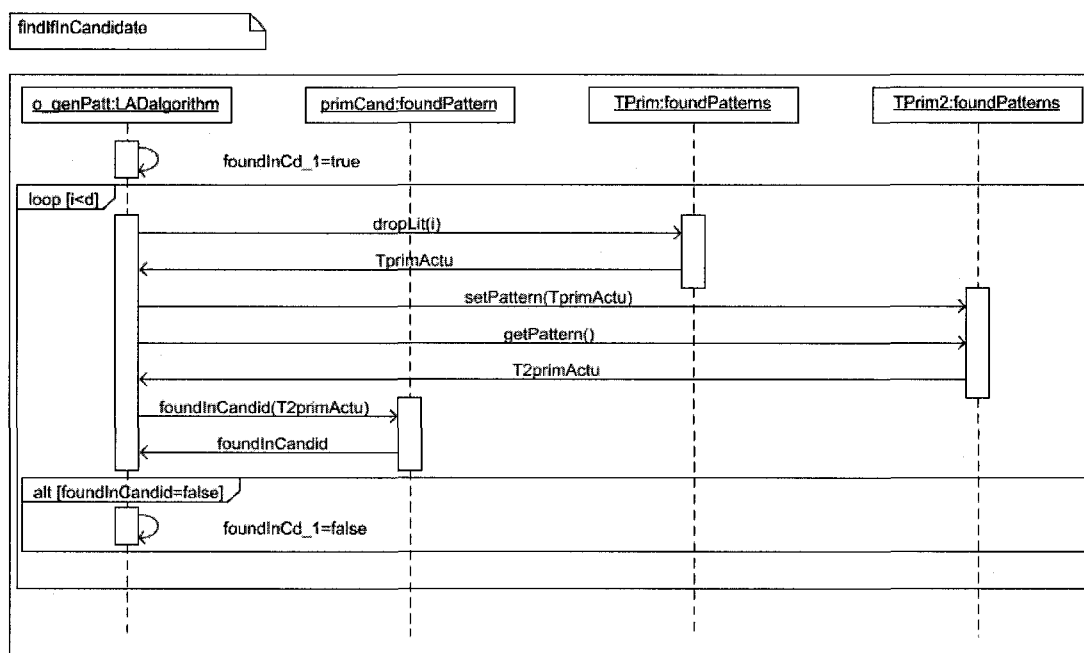 findIfInCandidate
o_genPatt:LADalgorithm
primCand:foundPattern
TPrim:foundPatterns
TPrim2:foundPatterns
foundInCd_1=true
loop [i<d]
dropLit(i)
TprimActu
setPattern(TprimActu)
getPattern()
T2primActu
foundInCandid(T2primActu)
foundInCandid
alt [foundInCandid=false]
foundInCd_1=false